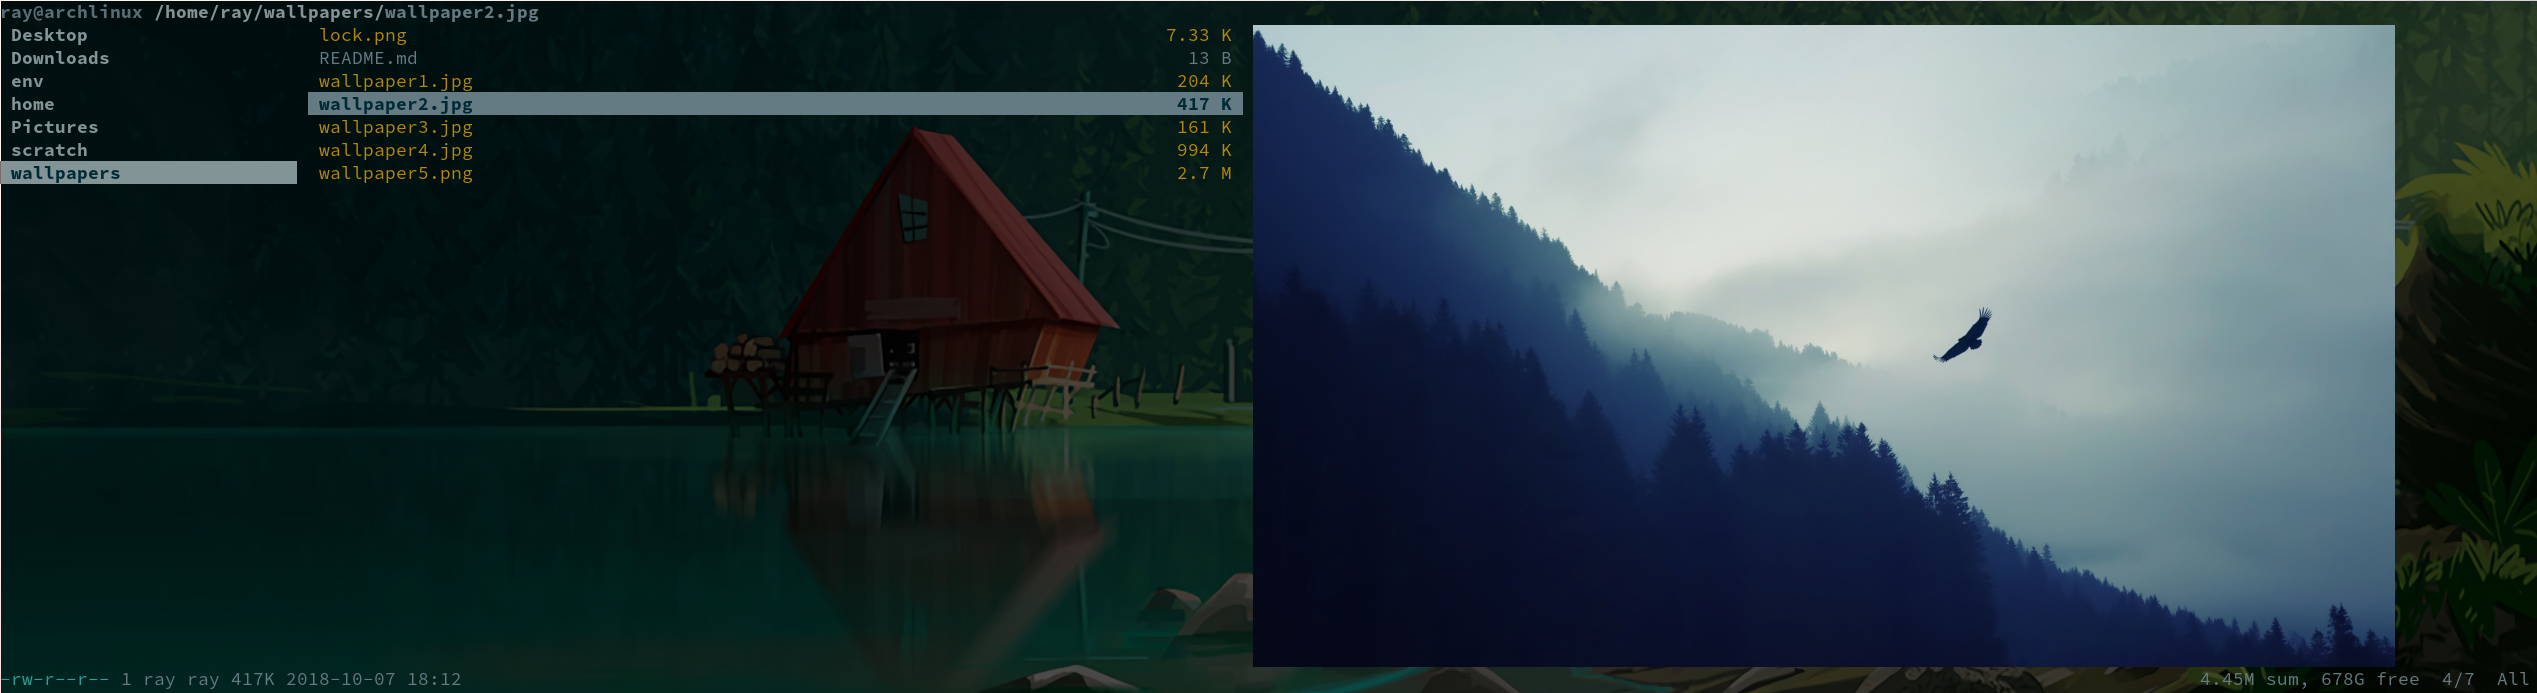 ray@archlinux /home/ray/wallpapers/wallpaper2.jpg
Desktop lock.png 7.33 K
Downloads README.md 13 B
env wallpaper1.jpg 204 K
home wallpaper2.jpg 417 K
Pictures wallpaper3.jpg 161 K
scratch wallpaper4.jpg 994 K
wallpapers wallpaper5.png 2.7 M
-rw-r--r-- 1 ray ray 417K 2018-10-07 18:12 4.45M sum, 678G free 4/7 All